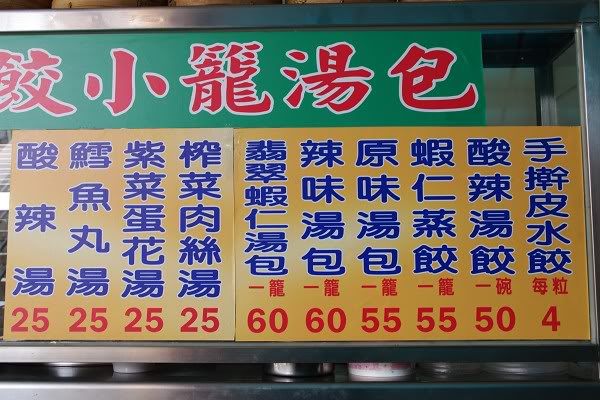 餃小籠湯包
手擀皮水餃 每粒 4
酸辣湯餃 一碗 50
蝦仁蒸餃 一籠 55
原味湯包 一籠 55
辣味湯包 一籠 60
翡翠蝦仁湯包 一籠 60
榨菜肉絲湯 25
紫菜蛋花湯 25
鱈魚丸湯 25
酸辣湯 25